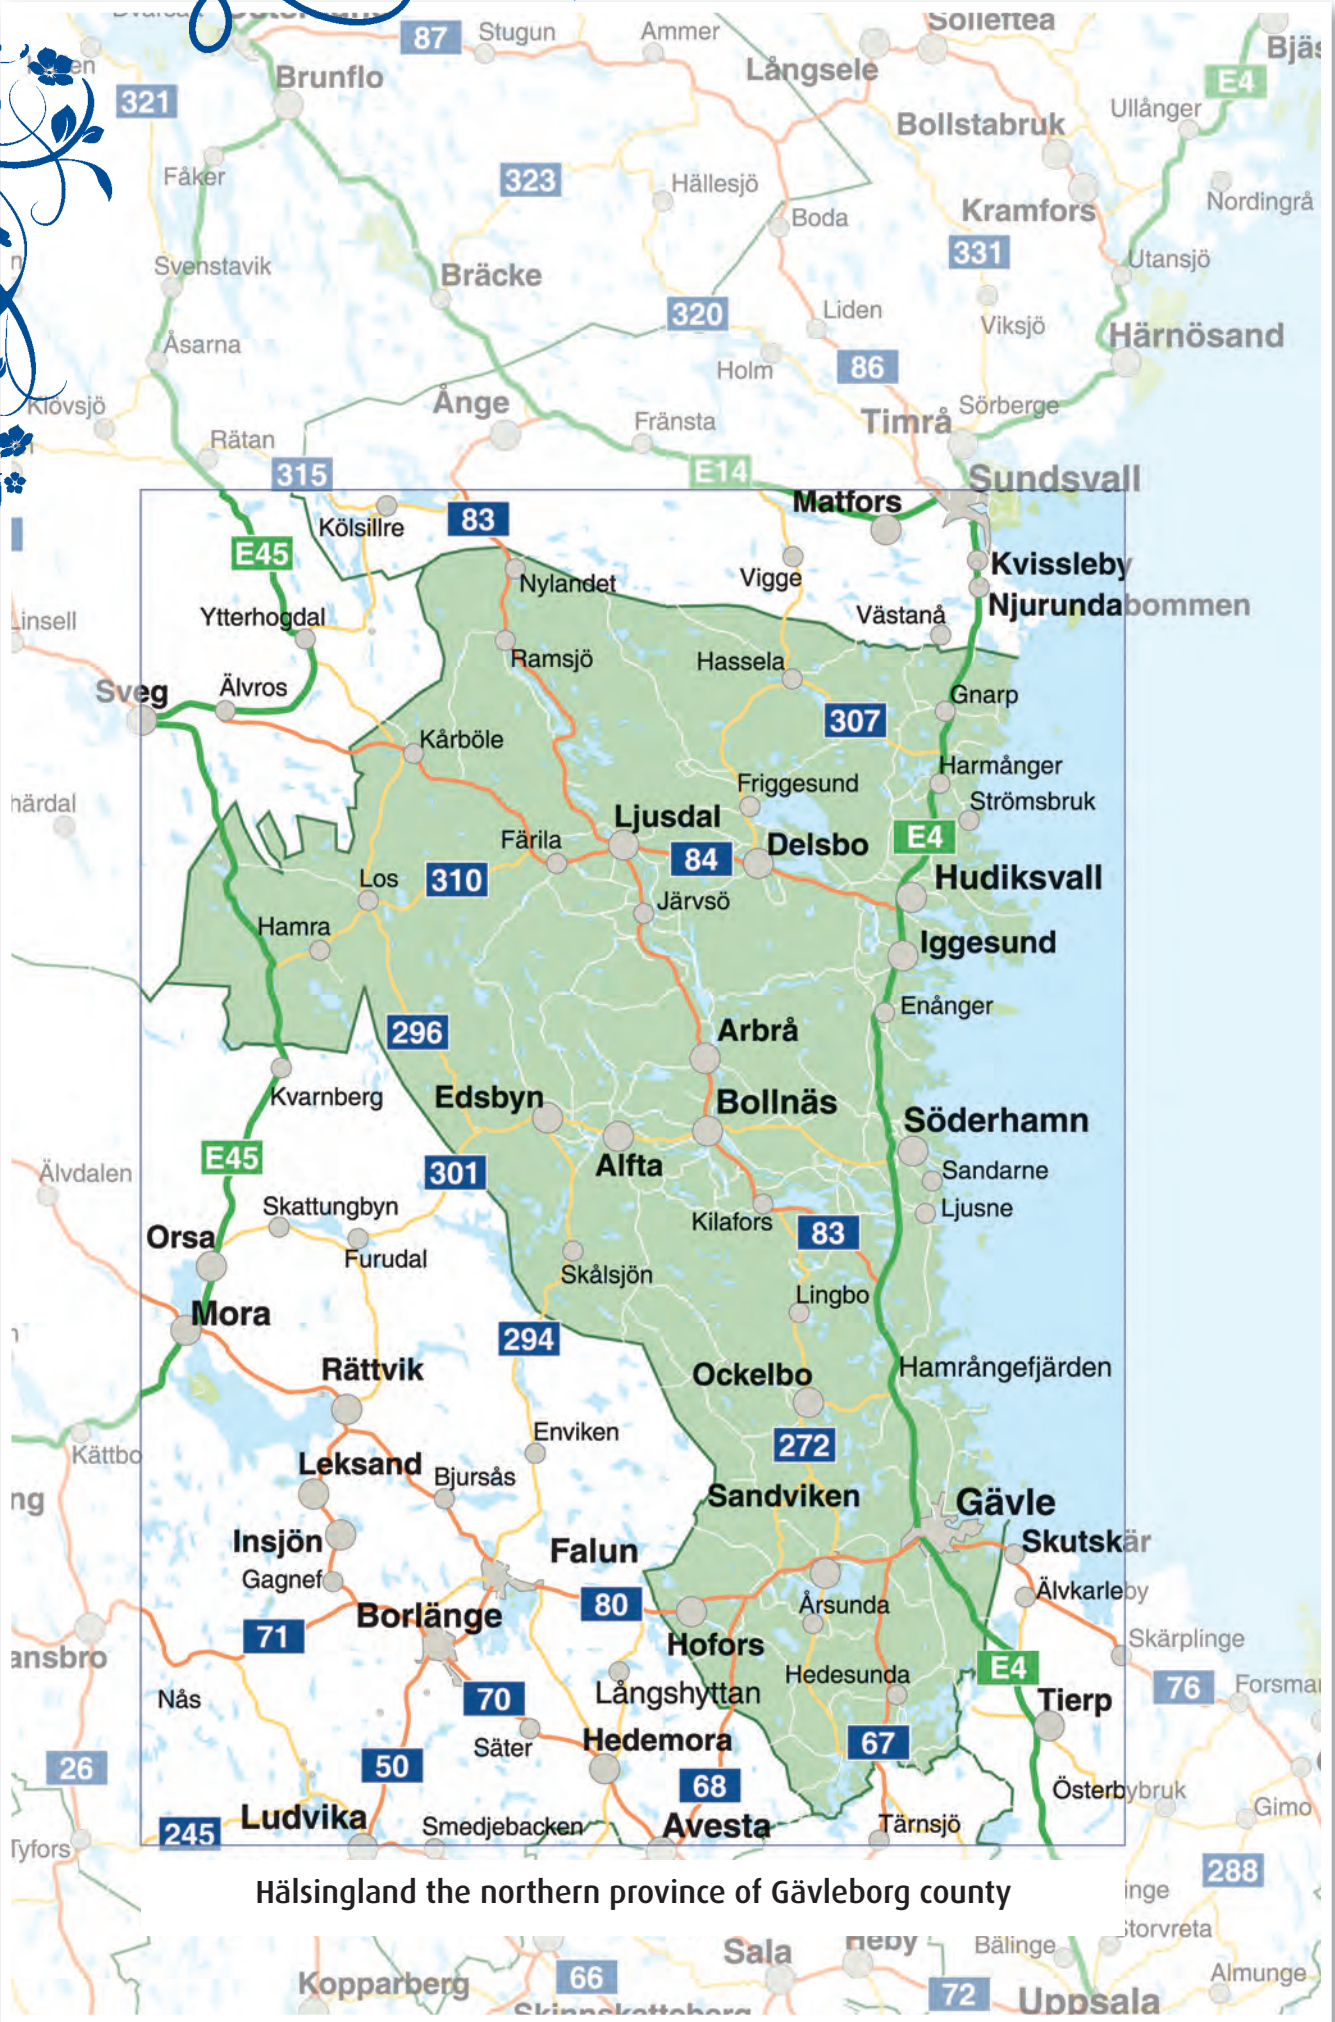 87
Stugun
Ammer
Sollefteå
Bjäs
Långsele
E4
Brunflo
321
Ullånger
Bollstabruk
Fåker
323
Hällesjö
Nordingrå
Kramfors
Boda
331
Svenstavik
Utansjö
Bräcke
320
Liden
Viksjö
Härnösand
Åsarna
Holm
86
Klövsjö
Ånge
Sörberge
Fränsta
Timrå
Rätan
315
E14
Sundsvall
Matfors
Kölsillre
83
E45
Kvissleby
Vigge
Nylandet
Njurundabommen
Ytterhogdal
Västanå
Linsell
Ramsjö
Hassela
Sveg
Älvros
Gnarp
307
Kårböle
Harmånger
Friggesund
härdal
Strömsbruk
Ljusdal
E4
Färila
84
Delsbo
Los
310
Hudiksvall
Järvsö
Hamra
Iggesund
Enånger
296
Arbrå
Kvarnberg
Edsbyn
Bollnäs
Söderhamn
E45
Alfta
Älvdalen
301
Sandarne
Skattungbyn
Ljusne
Orsa
Kilafors
83
Furudal
Skålsjön
Lingbo
Mora
294
Rättvik
Ockelbo
Hamrångefjärden
Enviken
272
Kättbo
Leksand
Bjursås
ng
Sandviken
Gävle
Insjön
Falun
Skutskär
Gagnef
80
Årsunda
Älvkarleby
Borlänge
71
Hofors
Skärplinge
ansbro
Hedesunda
E4
Långshyttan
76
Forsmar
Nås
70
Tierp
Säter
Hedemora
67
26
50
68
Österbybruk
Gimo
245
Ludvika
Smedjebacken
Avesta
Tärnsjö
Tyfors
288
Hälsingland the northern province of Gävleborg county
inge
Storvreta
Sala
Heby
Bälinge
Kopparberg
66
Almunge
72
Uppsala
Skinnskatteberg